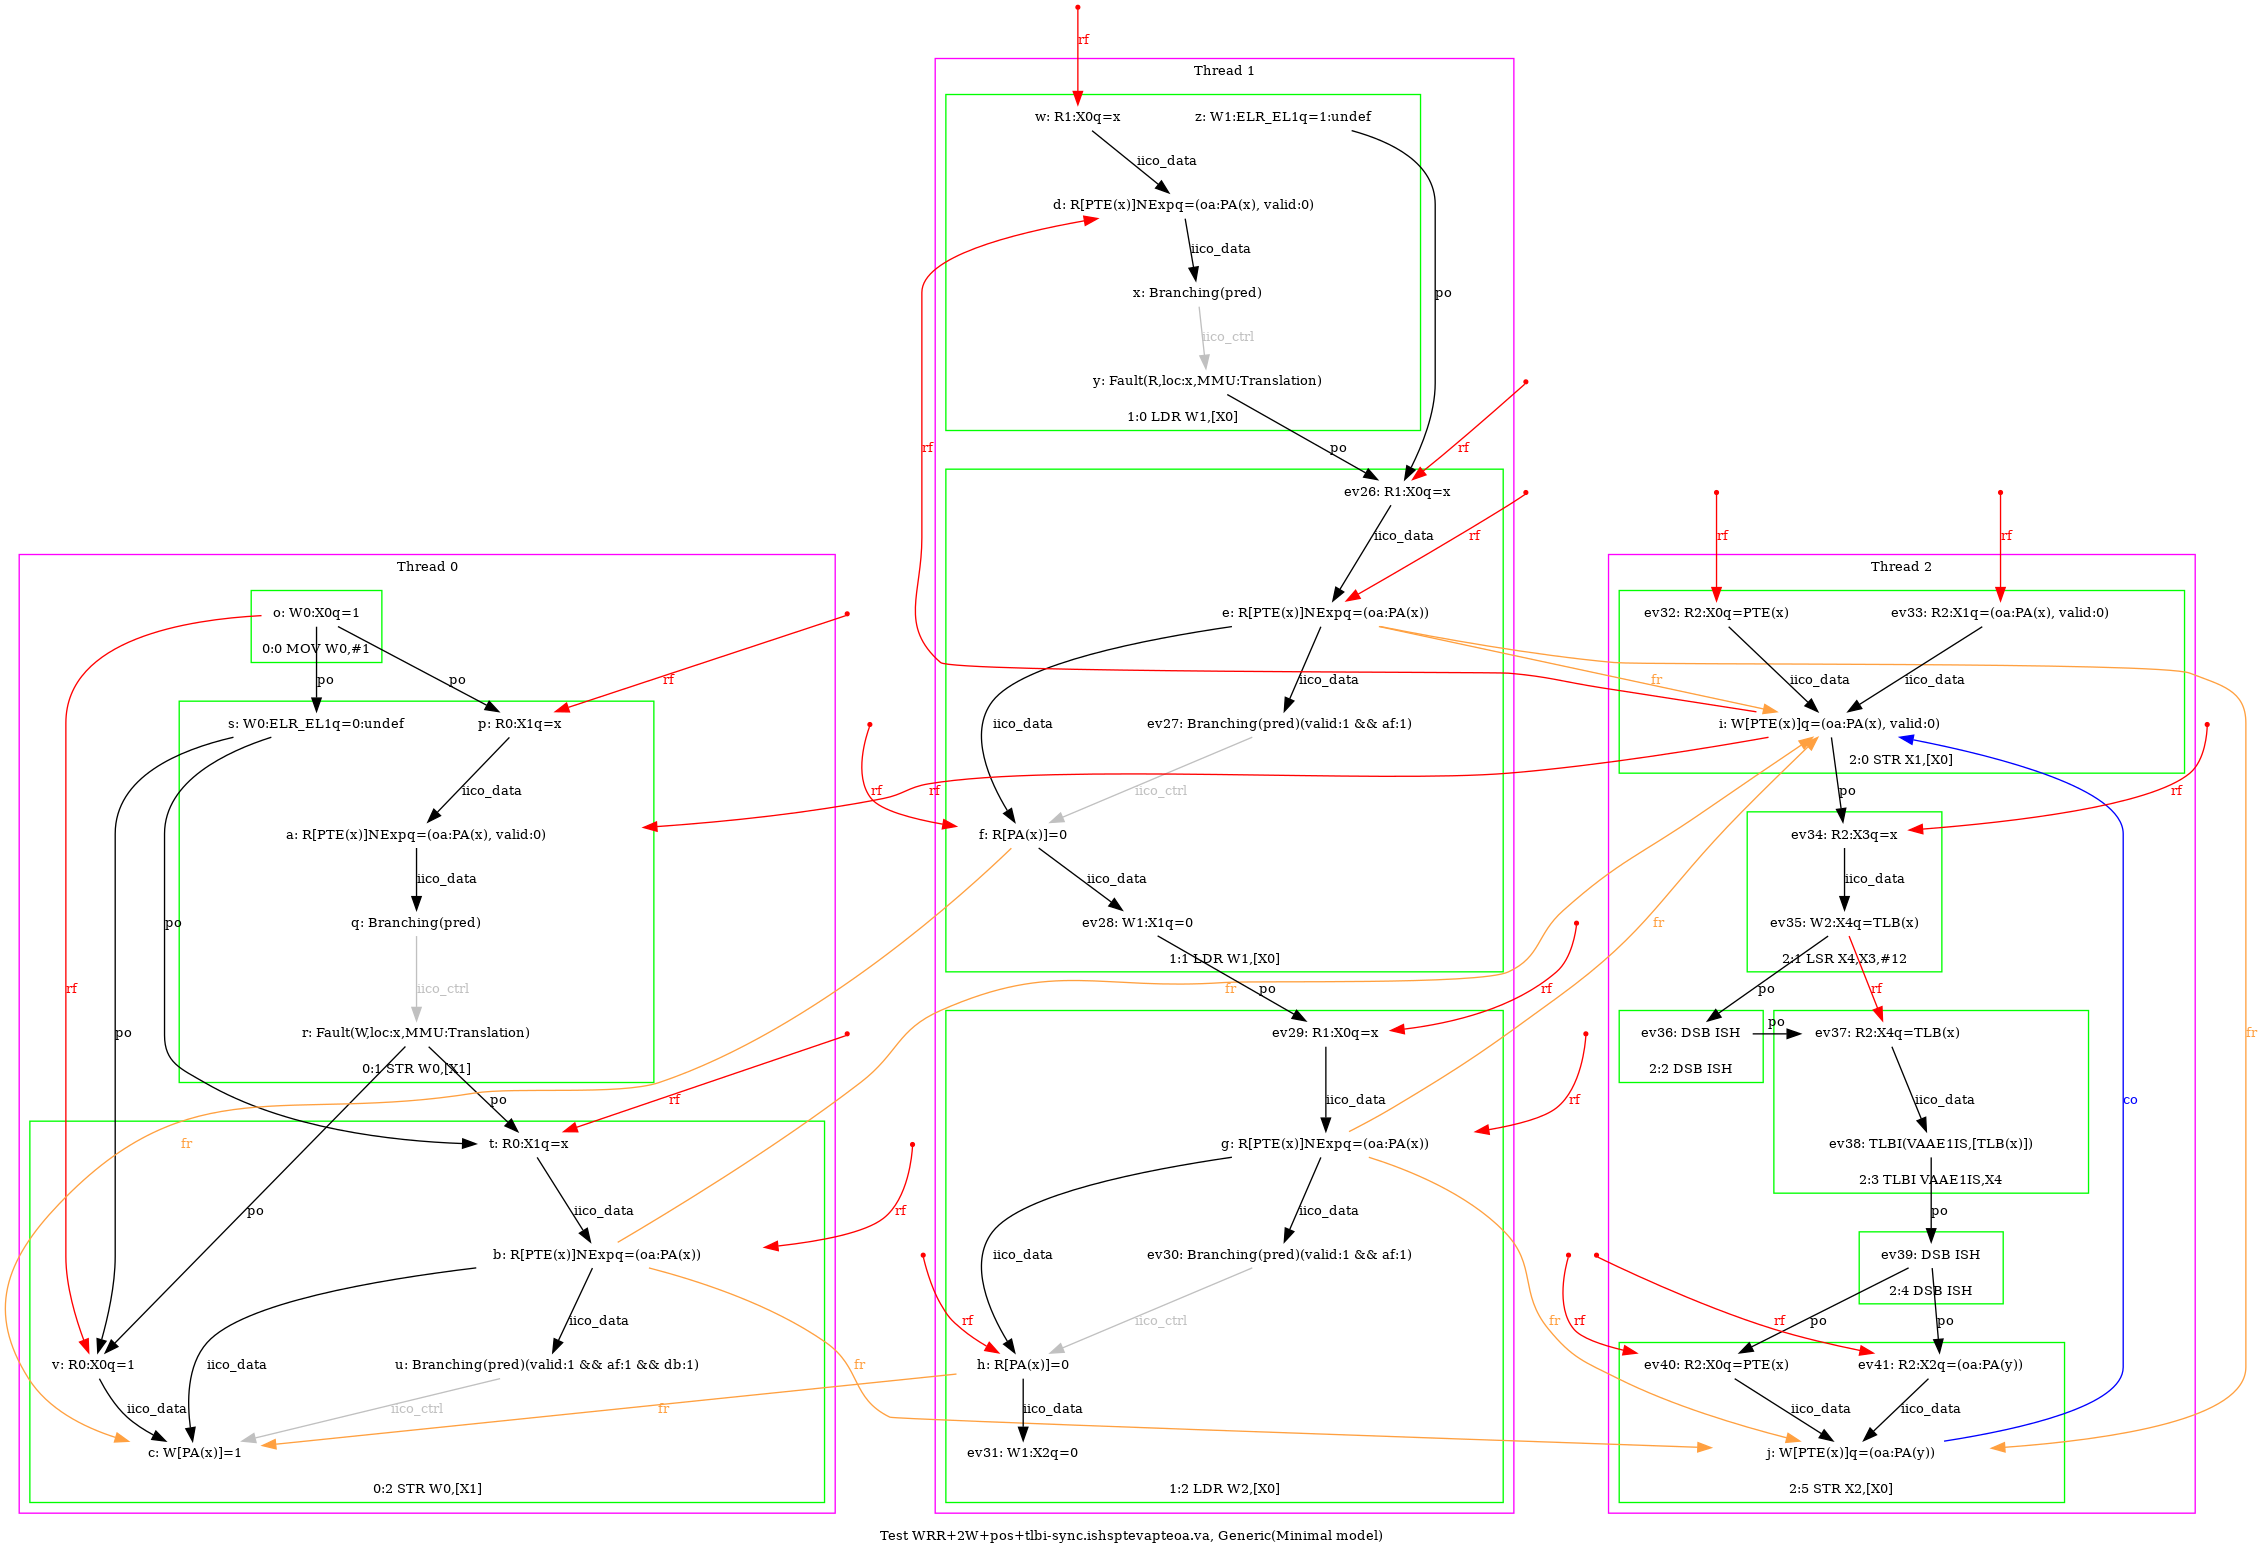 rf
Thread 1
w: R1:X0q=x
z: W1:ELR_EL1q=1:undef
iico_data
d: R[PTE(x)]NExpq=(oa:PA(x), valid:0)
iico_data
x: Branching(pred)
po
iico_ctrl
y: Fault(R,loc:x,MMU:Translation)
1:0 LDR W1,[X0]
rf
po
rf
ev26: R1:X0q=x
iico_data
rf
rf
rf
Thread 0
Thread 2
o: W0:X0q=1
0:0 MOV W0,#1
e: R[PTE(x)]NExpq=(oa:PA(x))
ev32: R2:X0q=PTE(x)
ev33: R2:X1q=(oa:PA(x), valid:0)
po
po
rf
iico_data
fr
iico_data
iico_data
s: W0:ELR_EL1q=0:undef
p: R0:X1q=x
iico_data
ev27: Branching(pred)(valid:1 && af:1)
i: W[PTE(x)]q=(oa:PA(x), valid:0)
2:0 STR X1,[X0]
iico_data
rf
rf
iico_ctrl
po
rf
a: R[PTE(x)]NExpq=(oa:PA(x), valid:0)
f: R[PA(x)]=0
ev34: R2:X3q=x
iico_data
iico_data
iico_data
po
q: Branching(pred)
ev28: W1:X1q=0
fr
ev35: W2:X4q=TLB(x)
1:1 LDR W1,[X0]
2:1 LSR X4,X3,#12
rf
iico_ctrl
fr
po
rf
po
rf
po
r: Fault(W,loc:x,MMU:Translation)
0:1 STR W0,[X1]
ev29: R1:X0q=x
ev36: DSB ISH
po
ev37: R2:X4q=TLB(x)
fr
2:2 DSB ISH
po
rf
iico_data
rf
iico_data
co
fr
t: R0:X1q=x
g: R[PTE(x)]NExpq=(oa:PA(x))
ev38: TLBI(VAAE1IS,[TLB(x)])
2:3 TLBI VAAE1IS,X4
po
iico_data
rf
iico_data
po
b: R[PTE(x)]NExpq=(oa:PA(x))
iico_data
ev30: Branching(pred)(valid:1 && af:1)
ev39: DSB ISH
2:4 DSB ISH
iico_data
rf
iico_ctrl
fr
rf
rf
po
po
v: R0:X0q=1
iico_data
u: Branching(pred)(valid:1 && af:1 && db:1)
fr
h: R[PA(x)]=0
ev40: R2:X0q=PTE(x)
ev41: R2:X2q=(oa:PA(y))
iico_data
iico_ctrl
fr
iico_data
iico_data
iico_data
c: W[PA(x)]=1
ev31: W1:X2q=0
j: W[PTE(x)]q=(oa:PA(y))
0:2 STR W0,[X1]
1:2 LDR W2,[X0]
2:5 STR X2,[X0]
Test WRR+2W+pos+tlbi-sync.ishsptevapteoa.va, Generic(Minimal model)